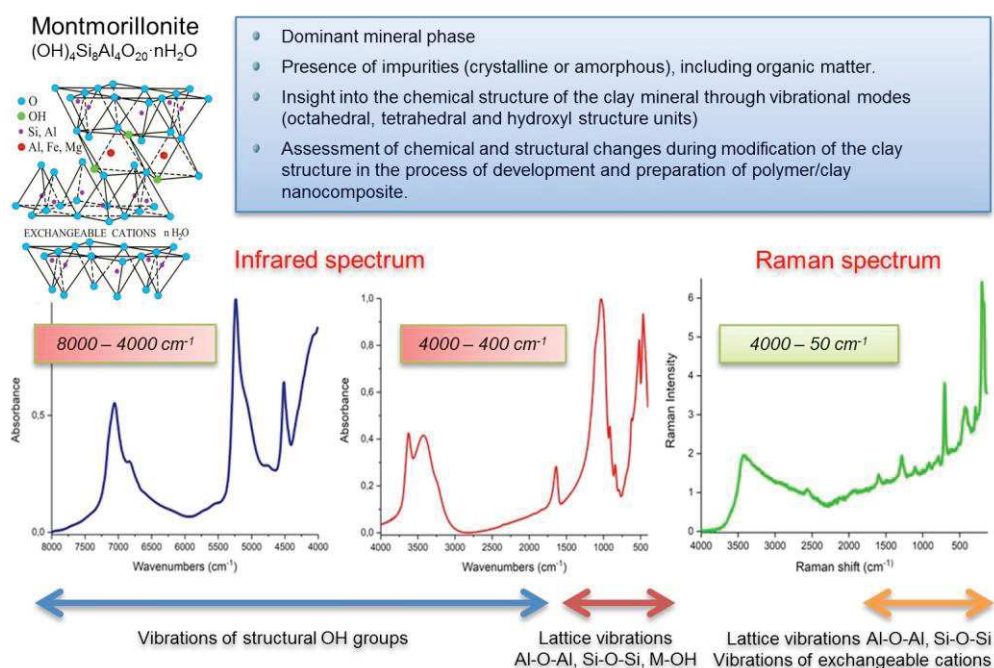 Montmorillonite
(OH)₄Si₈Al₄O₂₀·nH₂O
O
OH
Si, Al
Al, Fe, Mg
EXCHANGEABLE CATIONS n H₂O
• Dominant mineral phase
• Presence of impurities (crystalline or amorphous), including organic matter.
• Insight into the chemical structure of the clay mineral through vibrational modes
(octahedral, tetrahedral and hydroxyl structure units)
• Assessment of chemical and structural changes during modification of the clay
structure in the process of development and preparation of polymer/clay
nanocomposite.
Infrared spectrum
Raman spectrum
8000 – 4000 cm⁻¹
Absorbance
0,5
0,0
8000 7500 7000 6500 6000 5500 5000 4500 4000
Wavenumbers (cm⁻¹)
4000 – 400 cm⁻¹
Absorbance
1,0
0,8
0,6
0,4
0,2
0,0
4000 3500 3000 2500 2000 1500 1000 500
Wavenumbers (cm⁻¹)
4000 – 50 cm⁻¹
Raman Intensity
6
5
4
3
2
1
0
4000 3500 3000 2500 2000 1500 1000 500
Raman shift (cm⁻¹)
Vibrations of structural OH groups
Lattice vibrations
Al-O-Al, Si-O-Si, M-OH
Lattice vibrations Al-O-Al, Si-O-Si
Vibrations of exchangeable cations